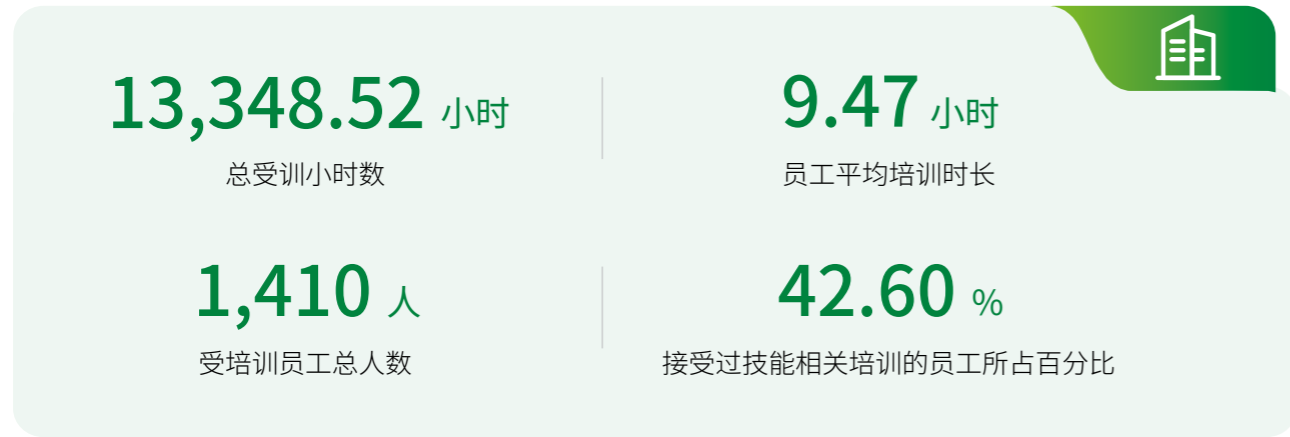 13,348.52 小时
总受训小时数
9.47 小时
员工平均培训时长
1,410 人
受培训员工总人数
42.60 %
接受过技能相关培训的员工所占百分比